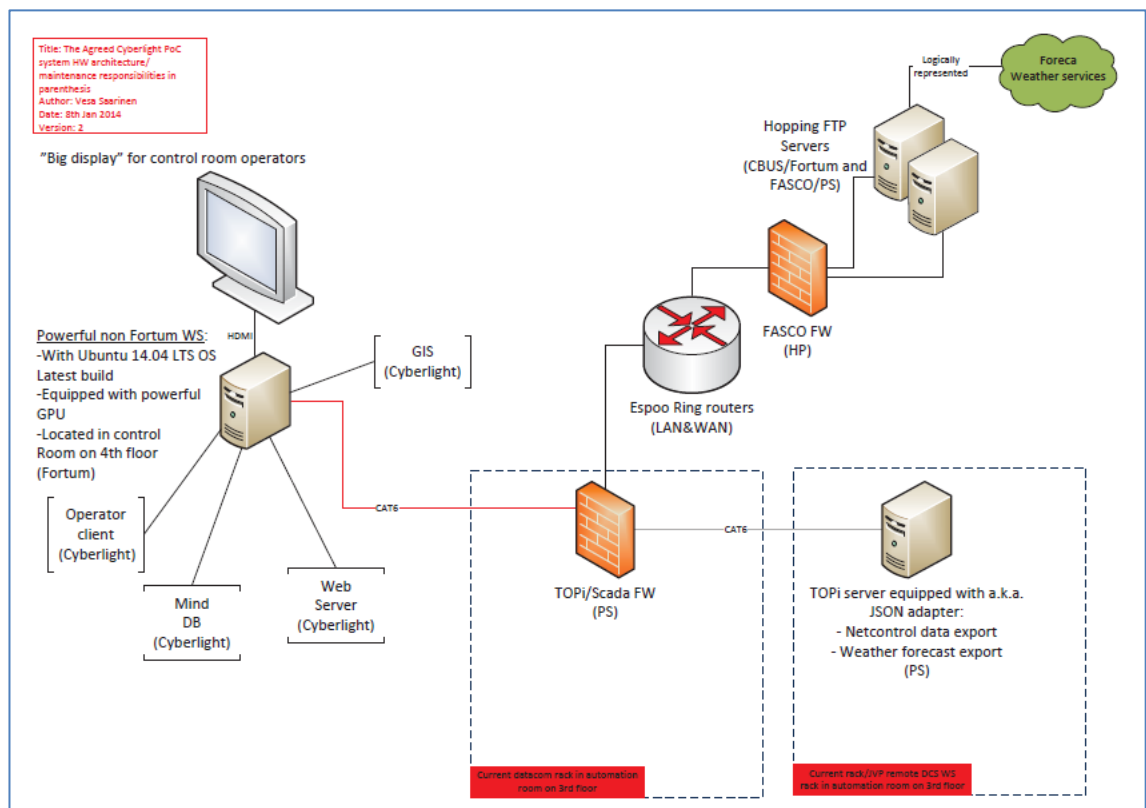 Title: The Agreed Cyberlight PoC
system HW architecture/
maintenance responsibilities in
parenthesis
Author: Vesa Saarinen
Date: 8th Jan 2014
Version: 2
"Big display" for control room operators
HDMI
Powerful non Fortum WS:
-With Ubuntu 14.04 LTS OS
Latest build
-Equipped with powerful
GPU
-Located in control
Room on 4th floor
(Fortum)
GIS
(Cyberlight)
Operator
client
(Cyberlight)
Mind
DB
(Cyberlight)
Web
Server
(Cyberlight)
CAT6
Logically
represented
Foreca
Weather services
Hopping FTP
Servers
(CBUS/Fortum and
FASCO/PS)
FASCO FW
(HP)
Espoo Ring routers
(LAN&WAN)
TOPi/Scada FW
(PS)
CAT6
TOPi server equipped with a.k.a.
JSON adapter:
- Netcontrol data export
- Weather forecast export
(PS)
Current datacom rack in automation
room on 3rd floor
Current rack/JVP remote DCS WS
rack in automation room on 3rd floor